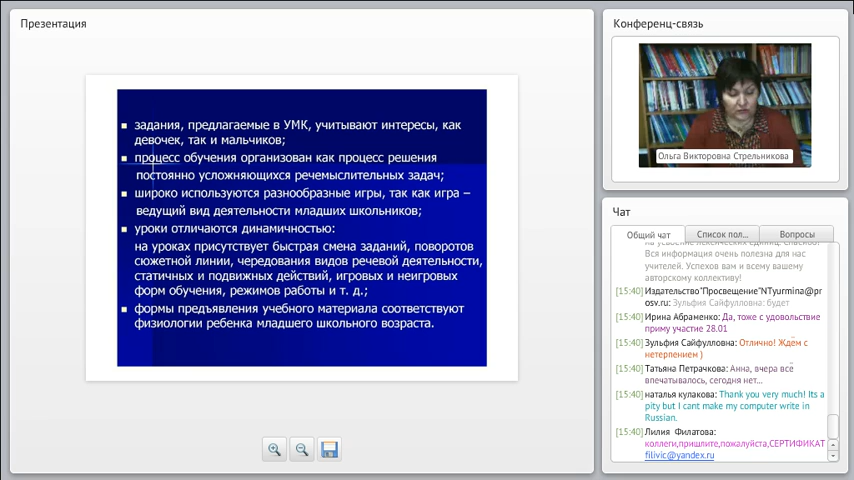 Презентация
задания, предлагаемые в УМК, учитывают интересы, как
девочек, так и мальчиков;
процесс обучения организован как процесс решения
постоянно усложняющихся речемыслительных задач;
широко используются разнообразные игры, так как игра –
ведущий вид деятельности младших школьников;
уроки отличаются динамичностью:
на уроках присутствует быстрая смена заданий, поворотов
сюжетной линии, чередования видов речевой деятельности,
статичных и подвижных действий, игровых и неигровых
форм обучения, режимов работы и т. д.;
формы предъявления учебного материала соответствуют
физиологии ребенка младшего школьного возраста.
Конференц-связь
Ольга Викторовна Стрельникова
Чат
Общий чат
Список пол...
Вопросы
Вся информация очень полезна для нас
учителей. Успехов вам и всему вашему
авторскому коллективу!
[15:40] Издательство"Просвещение"NTyurmina@pr
osv.ru: Зульфия Сайфулловна: будет
[15:40] Ирина Абраменко: Да, тоже с удовольствие
приму участие 28.01
[15:40] Зульфия Сайфулловна: Отлично! Ждём с
нетерпением )
[15:40] Татьяна Петрачкова: Анна, вчера всё
впечатывалось, сегодня нет...
[15:40] наталья кулакова: Thank you very much! Its a
pity but I cant make my computer write in
Russian.
[15:40] Лилия Филатова:
коллеги,пришлите,пожалуйста,СЕРТИФИКАТ
filivic@yandex.ru